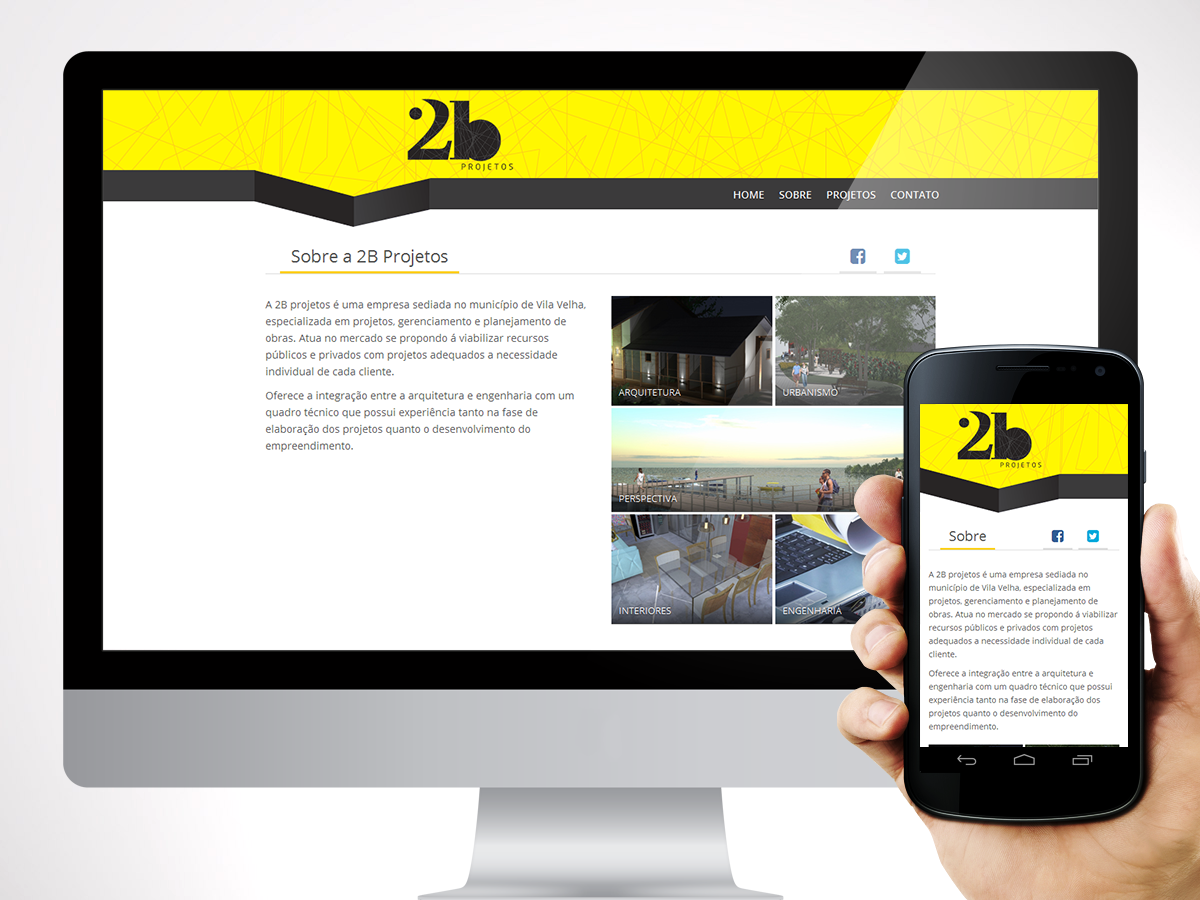 2b
PROJETOS
HOME SOBRE PROJETOS CONTATO
Sobre a 2B Projetos
A 2B projetos é uma empresa sediada no município de Vila Velha,
especializada em projetos, gerenciamento e planejamento de
obras. Atua no mercado se propondo á viabilizar recursos
públicos e privados com projetos adequados a necessidade
individual de cada cliente.
Oferece a integração entre a arquitetura e engenharia com um
quadro técnico que possui experiência tanto na fase de
elaboração dos projetos quanto o desenvolvimento do
empreendimento.
ARQUITETURA
URBANISMO
PERSPECTIVA
INTERIORES
ENGENHARIA
2b
PROJETOS
Sobre
A 2B projetos é uma empresa sediada no
município de Vila Velha, especializada em
projetos, gerenciamento e planejamento de
obras. Atua no mercado se propondo á viabilizar
recursos públicos e privados com projetos
adequados a necessidade individual de cada
cliente.
Oferece a integração entre a arquitetura e
engenharia com um quadro técnico que possui
experiência tanto na fase de elaboração dos
projetos quanto o desenvolvimento do
empreendimento.